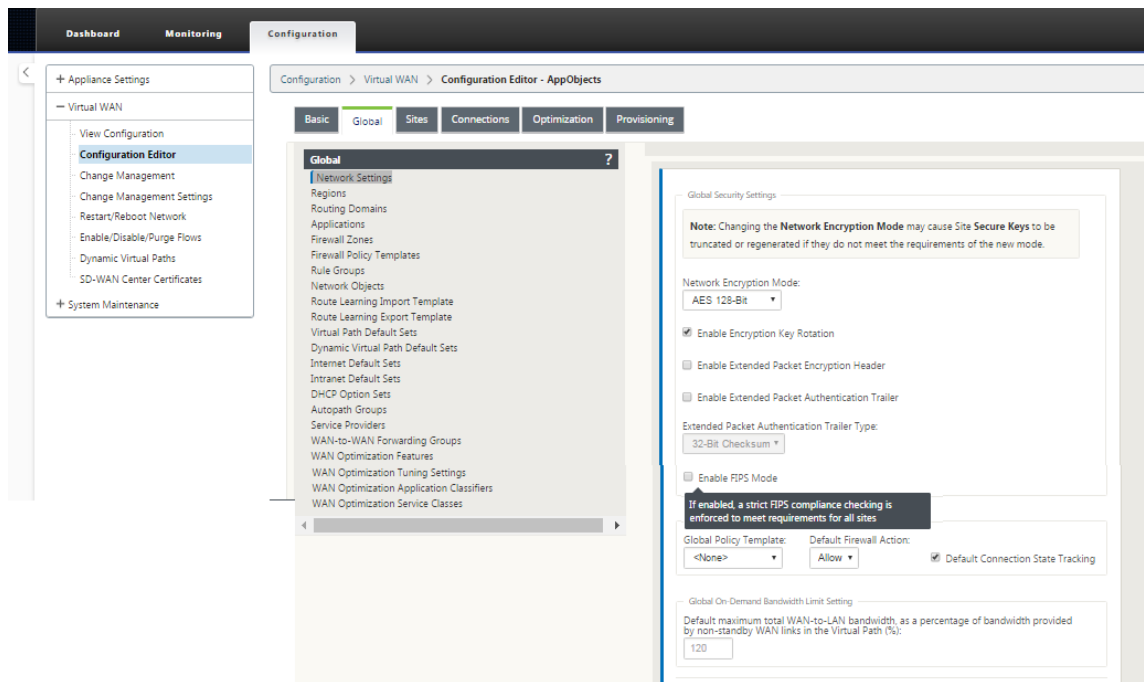 Dashboard Monitoring Configuration
+ Appliance Settings
− Virtual WAN
View Configuration
Configuration Editor
Change Management
Change Management Settings
Restart/Reboot Network
Enable/Disable/Purge Flows
Dynamic Virtual Paths
SD-WAN Center Certificates
+ System Maintenance
Configuration > Virtual WAN > Configuration Editor - AppObjects
Basic Global Sites Connections Optimization Provisioning
Global ?
Network Settings
Regions
Routing Domains
Applications
Firewall Zones
Firewall Policy Templates
Rule Groups
Network Objects
Route Learning Import Template
Route Learning Export Template
Virtual Path Default Sets
Dynamic Virtual Path Default Sets
Internet Default Sets
Intranet Default Sets
DHCP Option Sets
Autopath Groups
Service Providers
WAN-to-WAN Forwarding Groups
WAN Optimization Features
WAN Optimization Tuning Settings
WAN Optimization Application Classifiers
WAN Optimization Service Classes
Global Security Settings
Note: Changing the Network Encryption Mode may cause Site Secure Keys to be
truncated or regenerated if they do not meet the requirements of the new mode.
Network Encryption Mode:
AES 128-Bit
Enable Encryption Key Rotation
Enable Extended Packet Encryption Header
Enable Extended Packet Authentication Trailer
Extended Packet Authentication Trailer Type:
32-Bit Checksum
Enable FIPS Mode
If enabled, a strict FIPS compliance checking is
enforced to meet requirements for all sites
Global Policy Template: Default Firewall Action:
<None> Allow Default Connection State Tracking
Global On-Demand Bandwidth Limit Setting
Default maximum total WAN-to-LAN bandwidth, as a percentage of bandwidth provided
by non-standby WAN links in the Virtual Path (%):
120